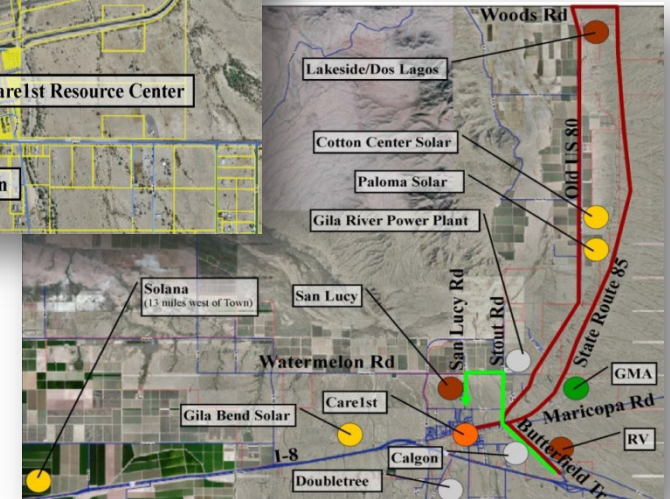 are1st Resource Center
n
Woods Rd
Lakeside/Dos Lagos
Old US 80
Cotton Center Solar
Paloma Solar
Gila River Power Plant
Solana
(13 miles west of Town)
San Lucy
San Lucy Rd
Stout Rd
State Route 85
Watermelon Rd
GMA
Care1st
Maricopa Rd
Gila Bend Solar
Butterfield T
RV
I-8
Calgon
Doubletree